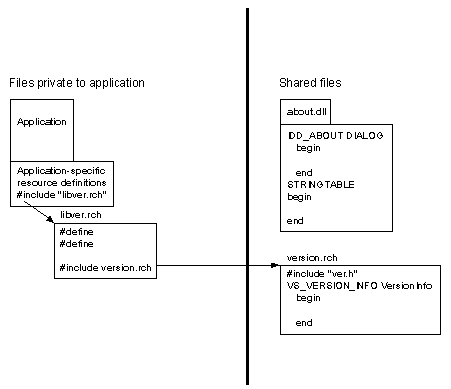 Files private to application
Application
Application-specific
resource definitions
#include "libver.rch"
libver.rch
#define
#define
#include version.rch
Shared files
about.dll
IDD_ABOUT DIALOG
begin
end
STRINGTABLE
begin
end
version.rch
#include "ver.h"
VS_VERSION_INFO VersionInfo
begin
end